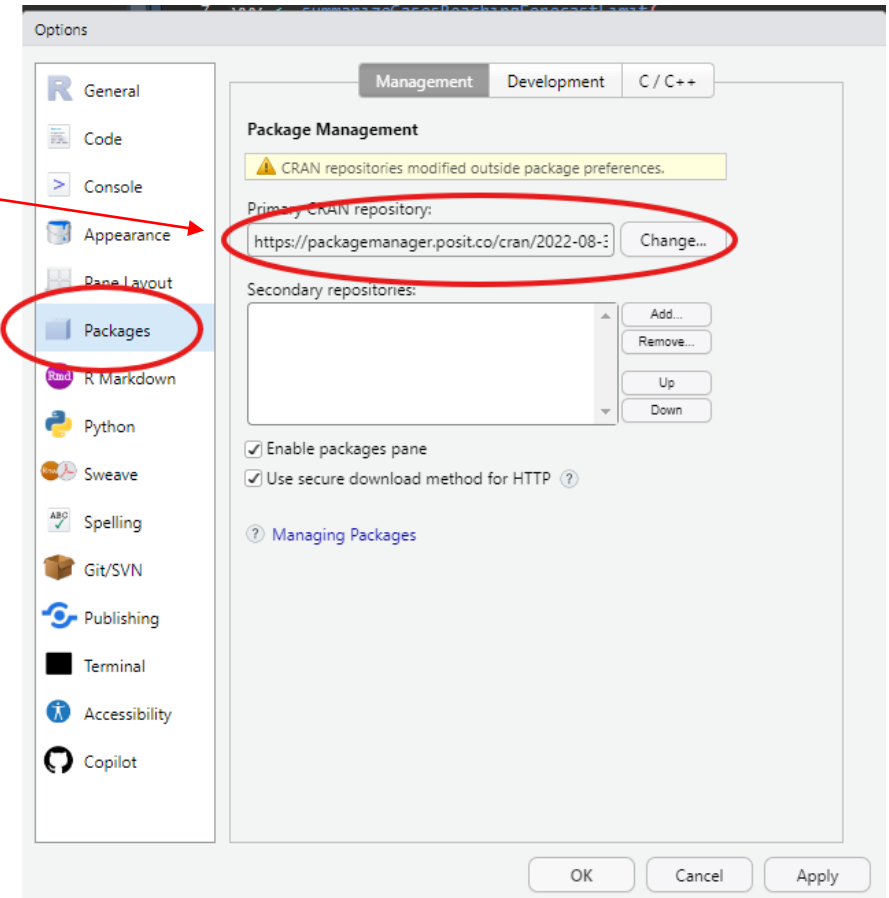 Options
General
Code
Console
Appearance
Pane Layout
Packages
R Markdown
Python
Sweave
Spelling
Git/SVN
Publishing
Terminal
Accessibility
Copilot
Management Development C / C++
Package Management
CRAN repositories modified outside package preferences.
Primary CRAN repository:
https://packagemanager.posit.co/cran/2022-08- Change...
Secondary repositories:
Add...
Remove...
Up
Down
Enable packages pane
Use secure download method for HTTP ?
? Managing Packages
OK Cancel Apply